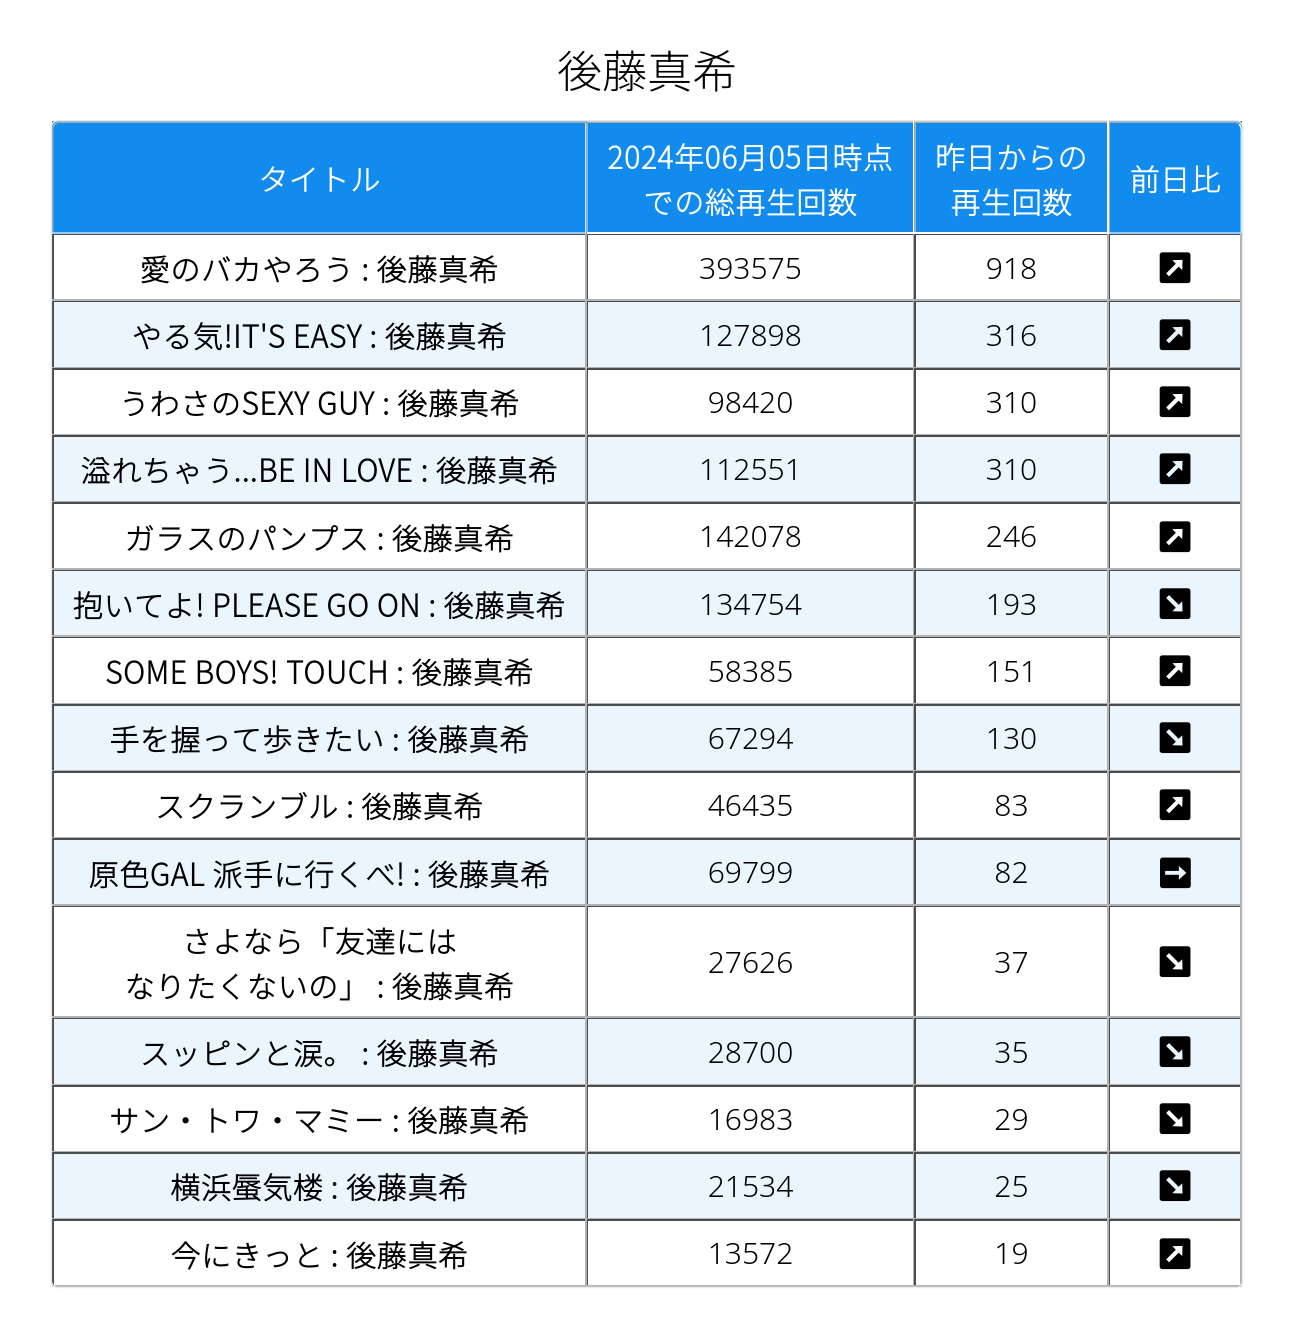 後藤真希
タイトル
2024年06月05日時点
での総再生回数
昨日からの
再生回数
前日比
愛のバカやろう : 後藤真希 393575 918 ↗
やる気!IT'S EASY : 後藤真希 127898 316 ↗
うわさのSEXY GUY : 後藤真希 98420 310 ↗
溢れちゃう...BE IN LOVE : 後藤真希 112551 310 ↗
ガラスのパンプス : 後藤真希 142078 246 ↗
抱いてよ! PLEASE GO ON : 後藤真希 134754 193 ↘
SOME BOYS! TOUCH : 後藤真希 58385 151 ↗
手を握って歩きたい : 後藤真希 67294 130 ↘
スクランブル : 後藤真希 46435 83 ↗
原色GAL 派手に行くべ! : 後藤真希 69799 82 →
さよなら「友達には
なりたくないの」 : 後藤真希 27626 37 ↘
スッピンと涙。 : 後藤真希 28700 35 ↘
サン・トワ・マミー : 後藤真希 16983 29 ↘
横浜蜃気楼 : 後藤真希 21534 25 ↘
今にきっと : 後藤真希 13572 19 ↗